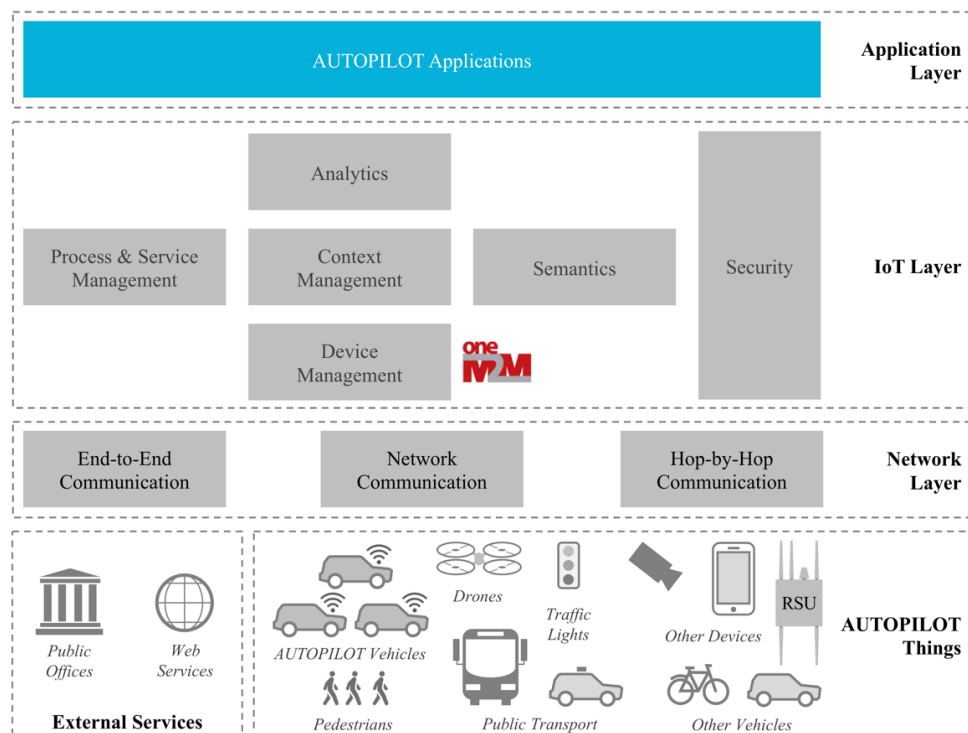 AUTOPILOT Applications
Application
Layer
Analytics
Process & Service
Management
Context
Management
Semantics
Security
IoT Layer
Device
Management
one
M2M
End-to-End
Communication
Network
Communication
Hop-by-Hop
Communication
Network
Layer
Public
Offices
Web
Services
External Services
AUTOPILOT Vehicles
Drones
Traffic
Lights
Other Devices
RSU
AUTOPILOT
Things
Pedestrians
Public Transport
Other Vehicles